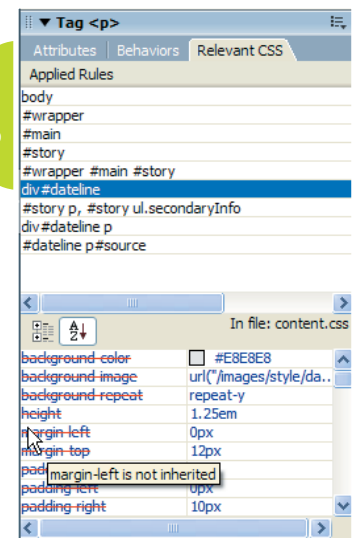 Tag <p>
Attributes Behaviors Relevant CSS
Applied Rules
body
#wrapper
#main
#story
#wrapper #main #story
div#dateline
#story p, #story ul.secondaryInfo
div#dateline p
#dateline p#source
In file: content.css
background-color #E8E8E8
background-image url("/images/style/da..
background-repeat repeat-y
height 1.25em
margin-left 0px
margin-top 12px
margin-left is not inherited
padding-left 0px
padding-right 10px